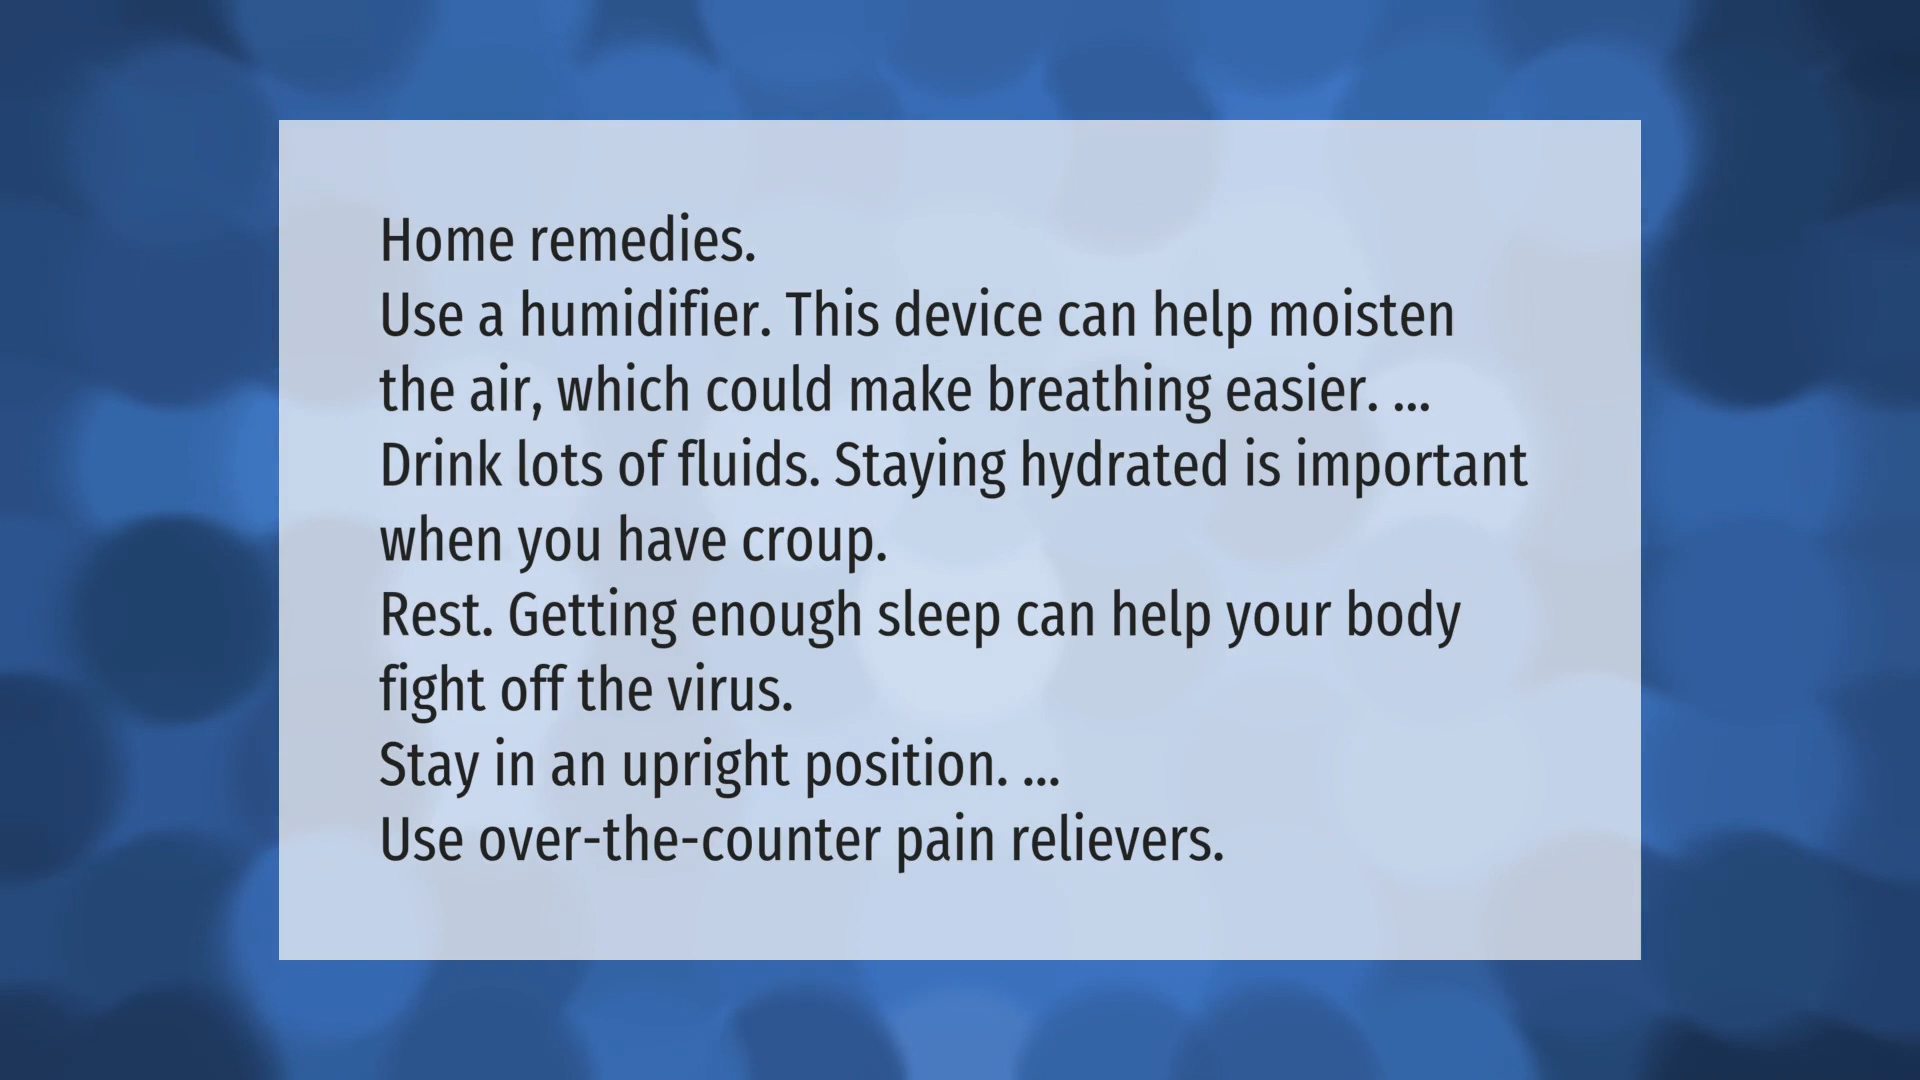 Home remedies.
Use a humidifier. This device can help moisten
the air, which could make breathing easier. ...
Drink lots of fluids. Staying hydrated is important
when you have croup.
Rest. Getting enough sleep can help your body
fight off the virus.
Stay in an upright position. ...
Use over-the-counter pain relievers.